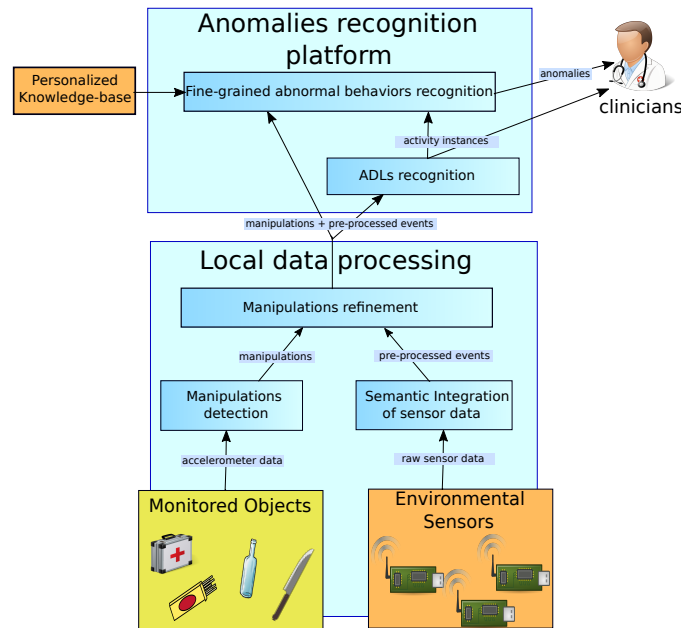 Anomalies recognition
platform
Personalized
Knowledge-base
Fine-grained abnormal behaviors recognition
anomalies
clinicians
activity instances
ADLs recognition
manipulations + pre-processed events
Local data processing
Manipulations refinement
manipulations
pre-processed events
Manipulations
detection
Semantic Integration
of sensor data
accelerometer data
raw sensor data
Monitored Objects
Environmental
Sensors